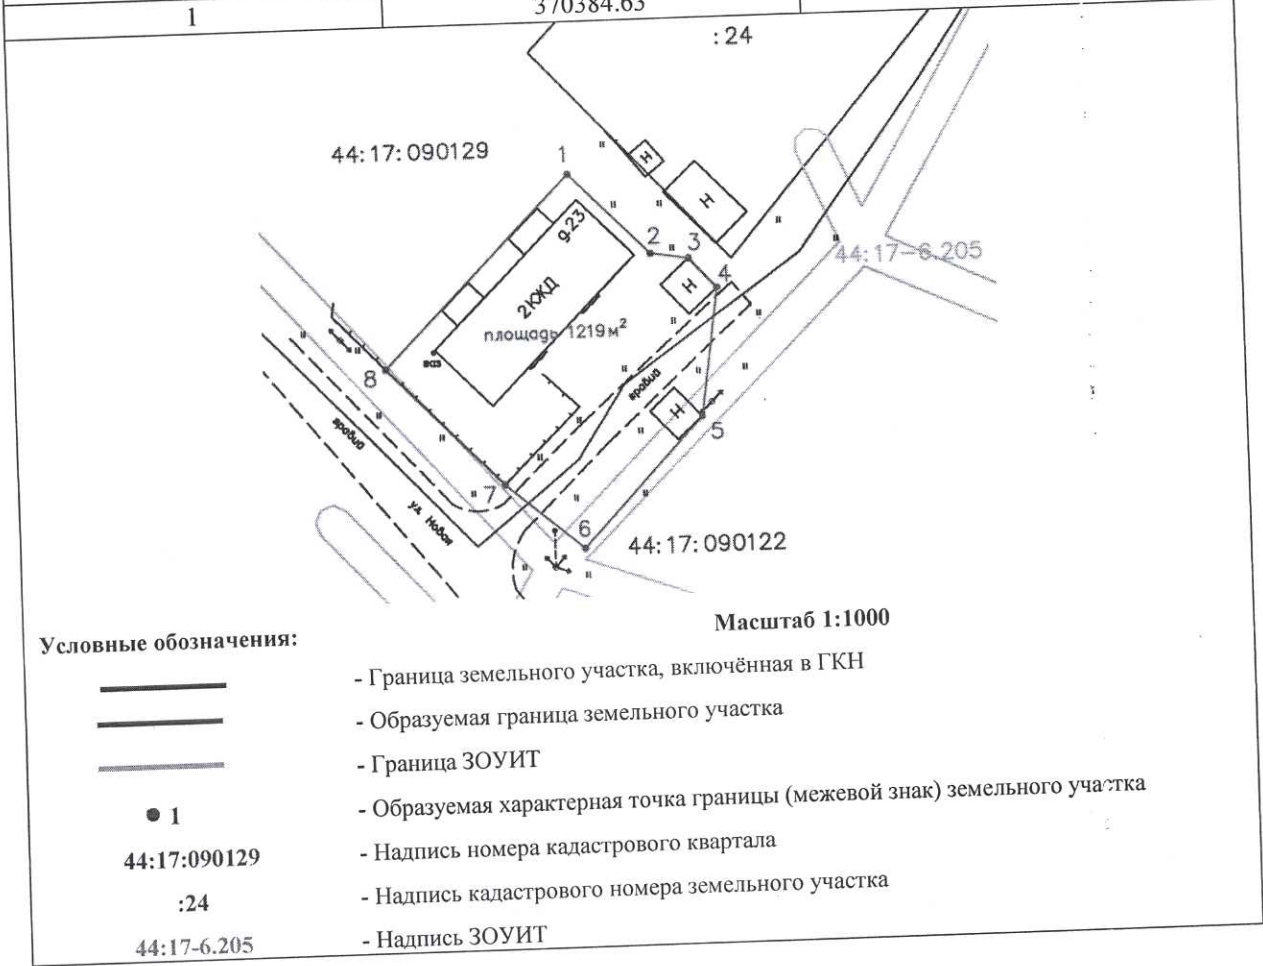 1
370384.63
:24
44:17:090129
1
д.23
Н
Н
2
3
44:17-6.205
Н
4
2КЖД
площадь 1219м²
8
газ
гравий
Н
гравий
5
7
ул. Новая
6
44:17:090122
Масштаб 1:1000
Условные обозначения:
- Граница земельного участка, включённая в ГКН
- Образуемая граница земельного участка
- Граница ЗОУИТ
1 - Образуемая характерная точка границы (межевой знак) земельного участка
44:17:090129 - Надпись номера кадастрового квартала
:24 - Надпись кадастрового номера земельного участка
44:17-6.205 - Надпись ЗОУИТ